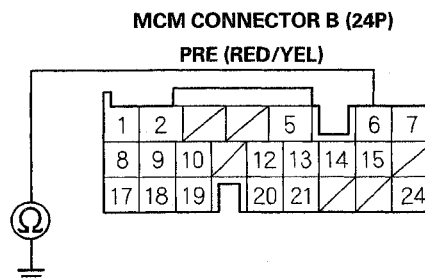 MCM CONNECTOR B (24P)
PRE (RED/YEL)
1 2 5 6 7
8 9 10 12 13 14 15
17 18 19 20 21 24
Ω